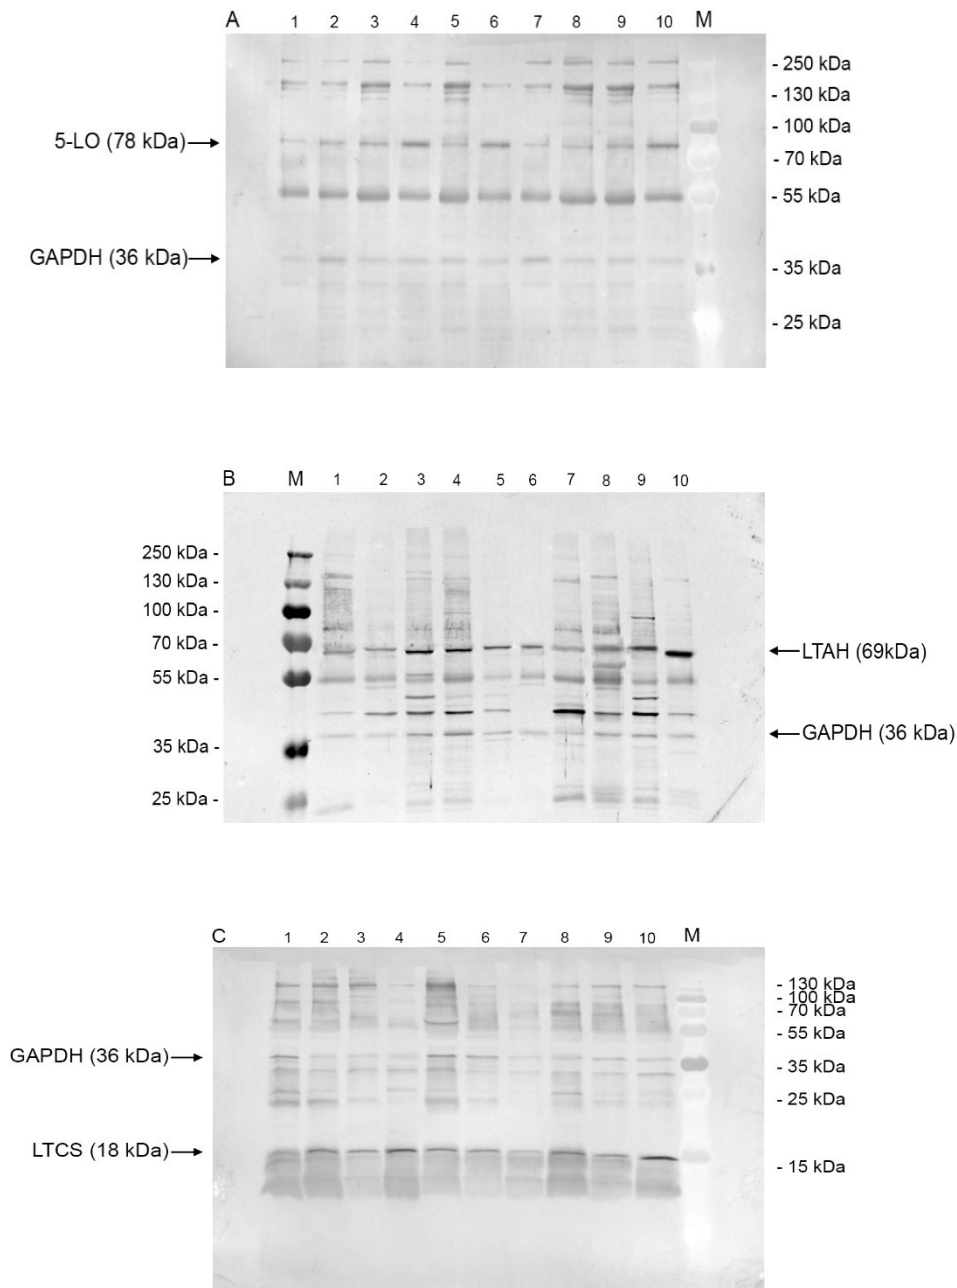 A 1 2 3 4 5 6 7 8 9 10 M
- 250 kDa
- 130 kDa
- 100 kDa
5-LO (78 kDa)
- 70 kDa
- 55 kDa
GAPDH (36 kDa)
- 35 kDa
- 25 kDa
B M 1 2 3 4 5 6 7 8 9 10
250 kDa -
130 kDa -
100 kDa -
70 kDa -
LTAH (69kDa)
55 kDa -
GAPDH (36 kDa)
35 kDa -
25 kDa -
C 1 2 3 4 5 6 7 8 9 10 M
- 130 kDa
- 100 kDa
- 70 kDa
- 55 kDa
GAPDH (36 kDa)
- 35 kDa
- 25 kDa
LTCS (18 kDa)
- 15 kDa